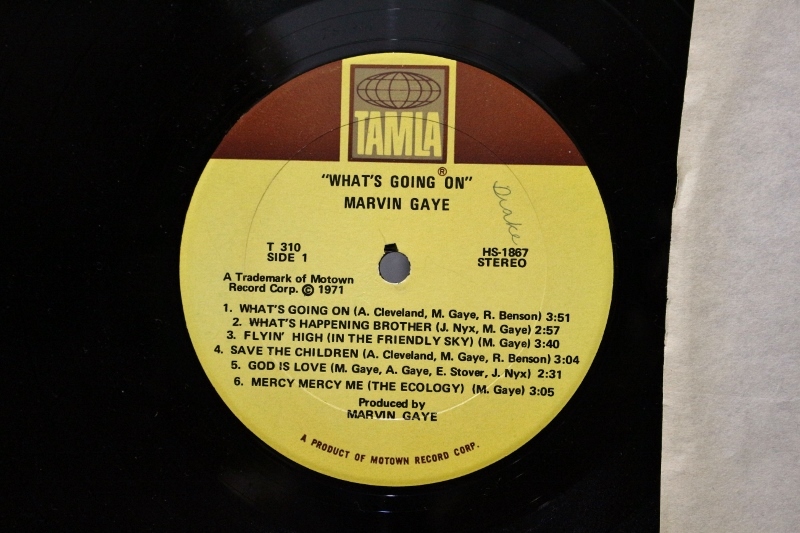 TAMLA
®
"WHAT'S GOING ON"
MARVIN GAYE
Drake
T 310
SIDE 1
HS-1867
STEREO
A Trademark of Motown
Record Corp. © 1971
1. WHAT'S GOING ON (A. Cleveland, M. Gaye, R. Benson) 3:51
2. WHAT'S HAPPENING BROTHER (J. Nyx, M. Gaye) 2:57
3. FLYIN' HIGH (IN THE FRIENDLY SKY) (M. Gaye) 3:40
4. SAVE THE CHILDREN (A. Cleveland, M. Gaye, R. Benson) 3:04
5. GOD IS LOVE (M. Gaye, A. Gaye, E. Stover, J. Nyx) 2:31
6. MERCY MERCY ME (THE ECOLOGY) (M. Gaye) 3:05
Produced by
MARVIN GAYE
A PRODUCT OF MOTOWN RECORD CORP.